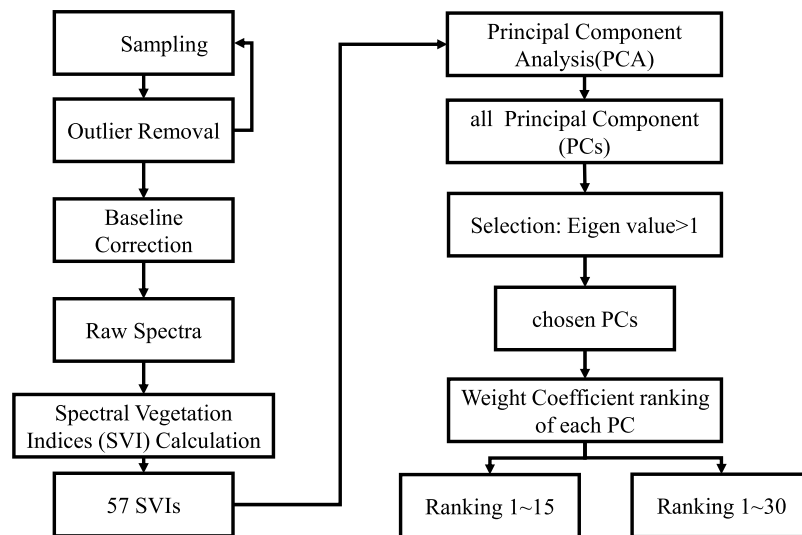 Sampling
Outlier Removal
Baseline
Correction
Raw Spectra
Spectral Vegetation
Indices (SVI) Calculation
57 SVIs
Principal Component
Analysis(PCA)
all Principal Component
(PCs)
Selection: Eigen value>1
chosen PCs
Weight Coefficient ranking
of each PC
Ranking 1~15
Ranking 1~30